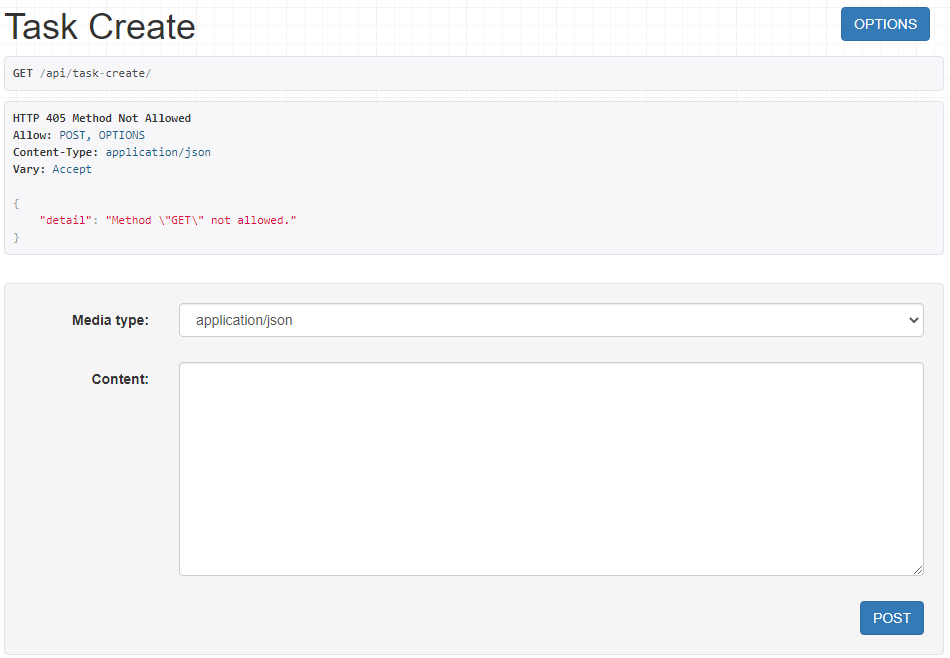 Task Create
OPTIONS
GET /api/task-create/
HTTP 405 Method Not Allowed
Allow: POST, OPTIONS
Content-Type: application/json
Vary: Accept
{
"detail": "Method \"GET\" not allowed."
}
Media type:
application/json
Content:
POST